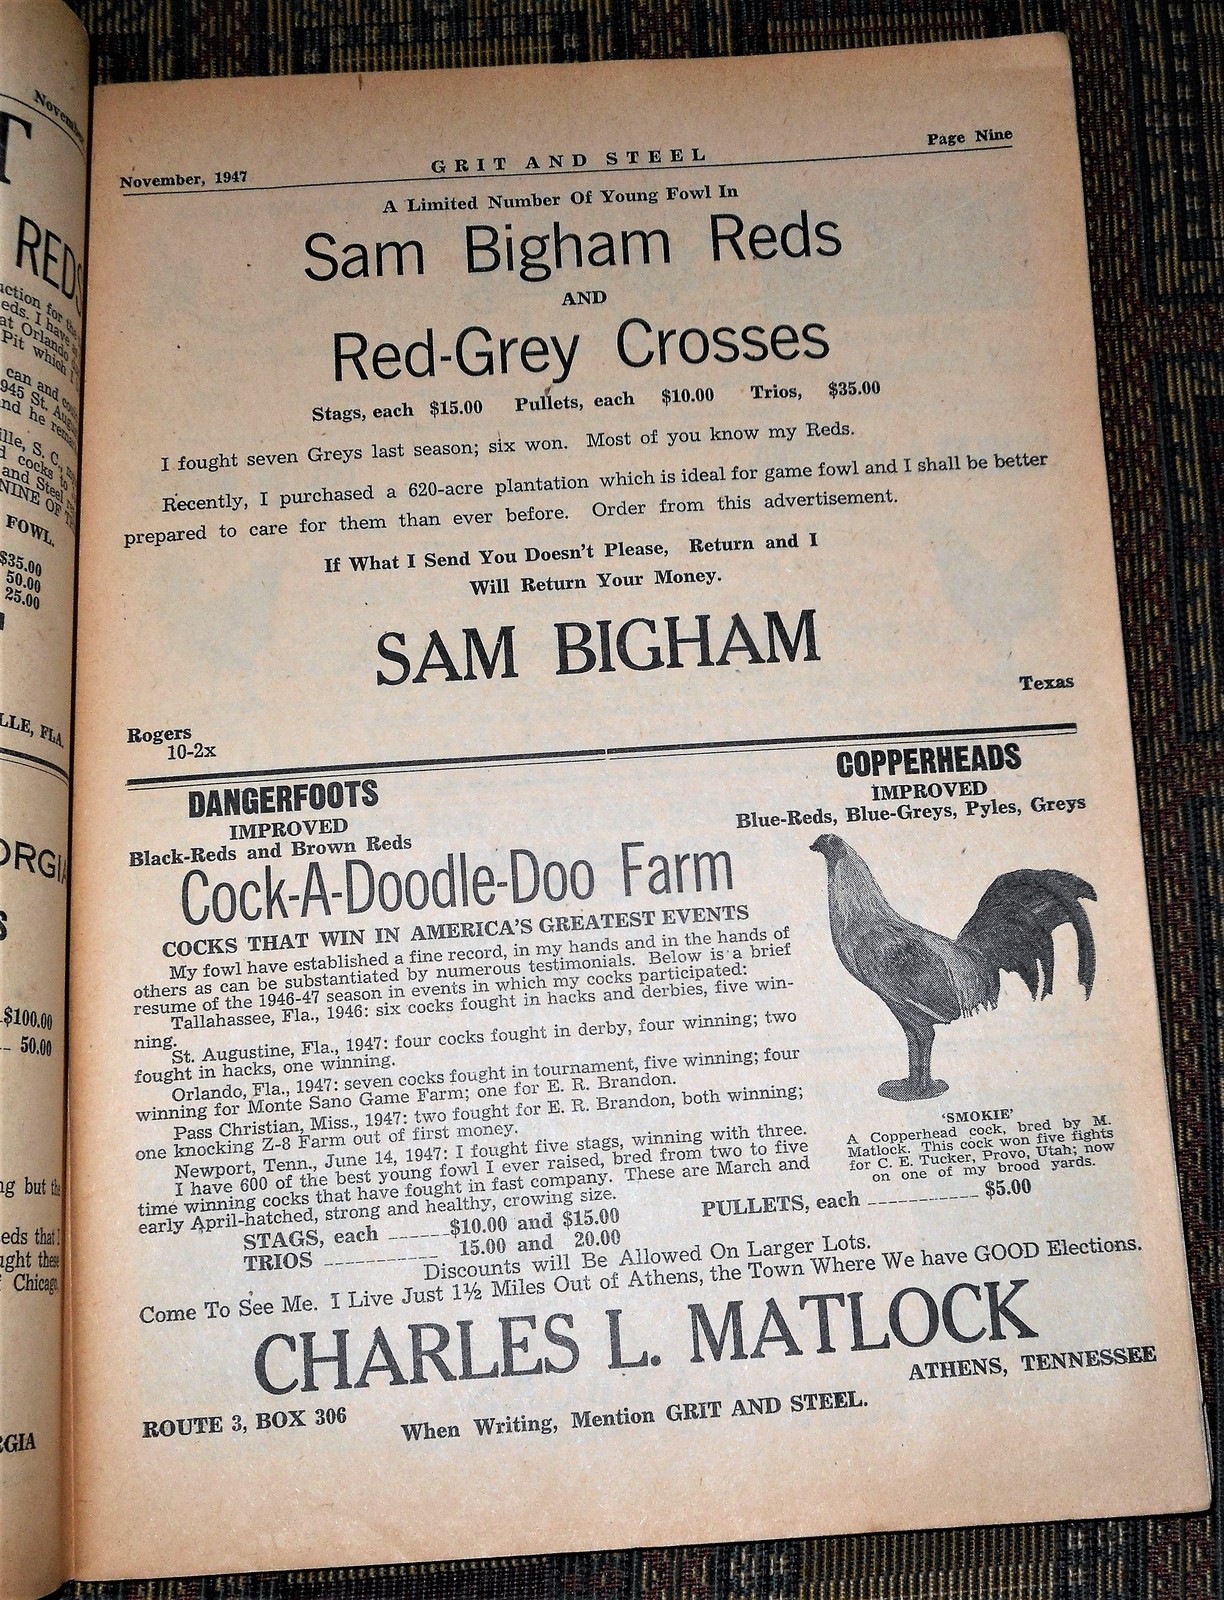 November,
T
REDS
November, 1947
GRIT AND STEEL
Page Nine
A Limited Number Of Young Fowl In
Sam Bigham Reds
AND
Red-Grey Crosses
Stags, each $15.00 Pullets, each $10.00 Trios, $35.00
I fought seven Greys last season; six won. Most of you know my Reds.
Recently, I purchased a 620-acre plantation which is ideal for game fowl and I shall be better
prepared to care for them than ever before. Order from this advertisement.
If What I Send You Doesn't Please, Return and I
Will Return Your Money.
SAM BIGHAM
Texas
Rogers
10-2x
DANGERFOOTS
IMPROVED
Black-Reds and Brown Reds
COPPERHEADS
IMPROVED
Blue-Reds, Blue-Greys, Pyles, Greys
Cock-A-Doodle-Doo Farm
COCKS THAT WIN IN AMERICA'S GREATEST EVENTS
My fowl have established a fine record, in my hands and in the hands of
others as can be substantiated by numerous testimonials. Below is a brief
resume of the 1946-47 season in events in which my cocks participated:
Tallahassee, Fla., 1946: six cocks fought in hacks and derbies, five win-
ning.
St. Augustine, Fla., 1947: four cocks fought in derby, four winning; two
fought in hacks, one winning.
Orlando, Fla., 1947: seven cocks fought in tournament, five winning; four
winning for Monte Sano Game Farm; one for E. R. Brandon.
Pass Christian, Miss., 1947: two fought for E. R. Brandon, both winning;
one knocking Z-8 Farm out of first money.
Newport, Tenn., June 14, 1947: I fought five stags, winning with three.
I have 600 of the best young fowl I ever raised, bred from two to five
time winning cocks that have fought in fast company. These are March and
early April-hatched, strong and healthy, crowing size.
'SMOKIE'
A Copperhead cock, bred by M.
Matlock. This cock won five fights
for C. E. Tucker, Provo, Utah; now
on one of my brood yards.
STAGS, each -------$10.00 and $15.00
PULLETS, each ------------ $5.00
TRIOS ------------ 15.00 and 20.00
Discounts will Be Allowed On Larger Lots.
Come To See Me. I Live Just 1½ Miles Out of Athens, the Town Where We have GOOD Elections.
CHARLES L. MATLOCK
ATHENS, TENNESSEE
ROUTE 3, BOX 306
When Writing, Mention GRIT AND STEEL.
FOWL.
$35.00
50.00
25.00
LLE, FLA.
$100.00
50.00
Chicago,